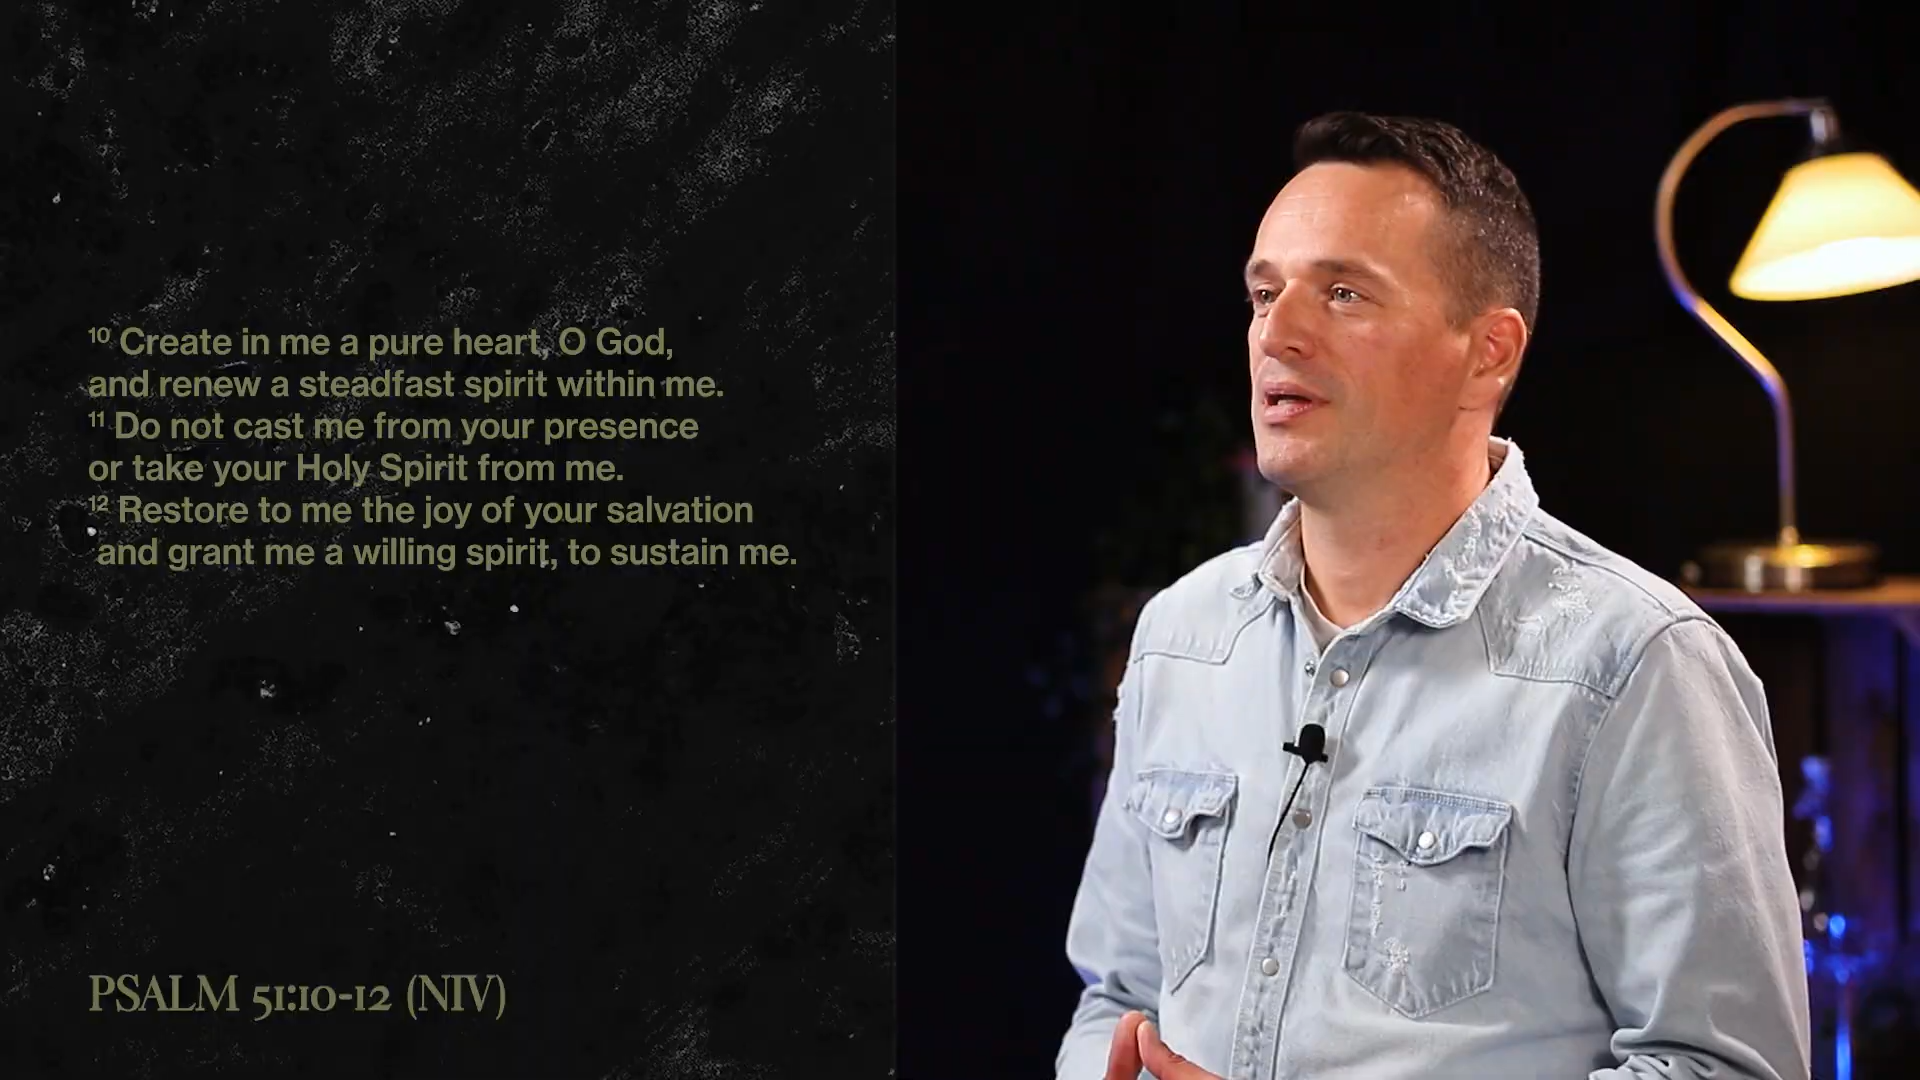 10 Create in me a pure heart, O God,
and renew a steadfast spirit within me.
11 Do not cast me from your presence
or take your Holy Spirit from me.
12 Restore to me the joy of your salvation
and grant me a willing spirit, to sustain me.
PSALM 51:10-12 (NIV)